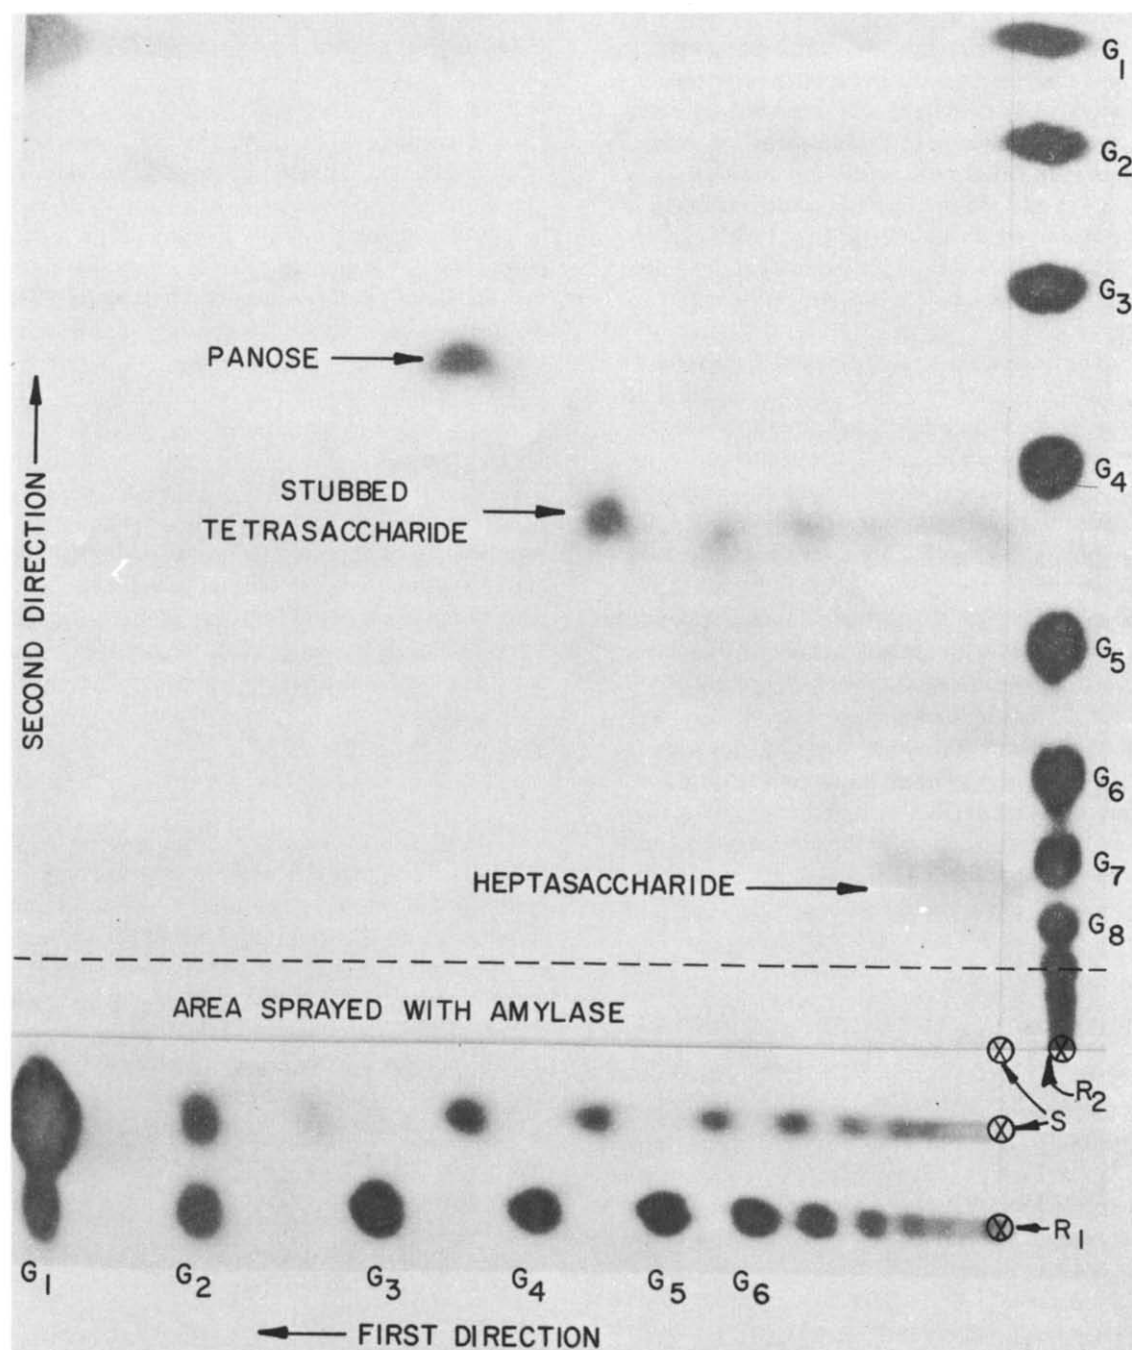 G1
G2
G3
PANOSE
G4
STUBBED
TETRASACCHARIDE
SECOND DIRECTION
G5
G6
G7
HEPTASACCHARIDE
G8
AREA SPRAYED WITH AMYLASE
R2
S
R1
G1 G2 G3 G4 G5 G6
FIRST DIRECTION